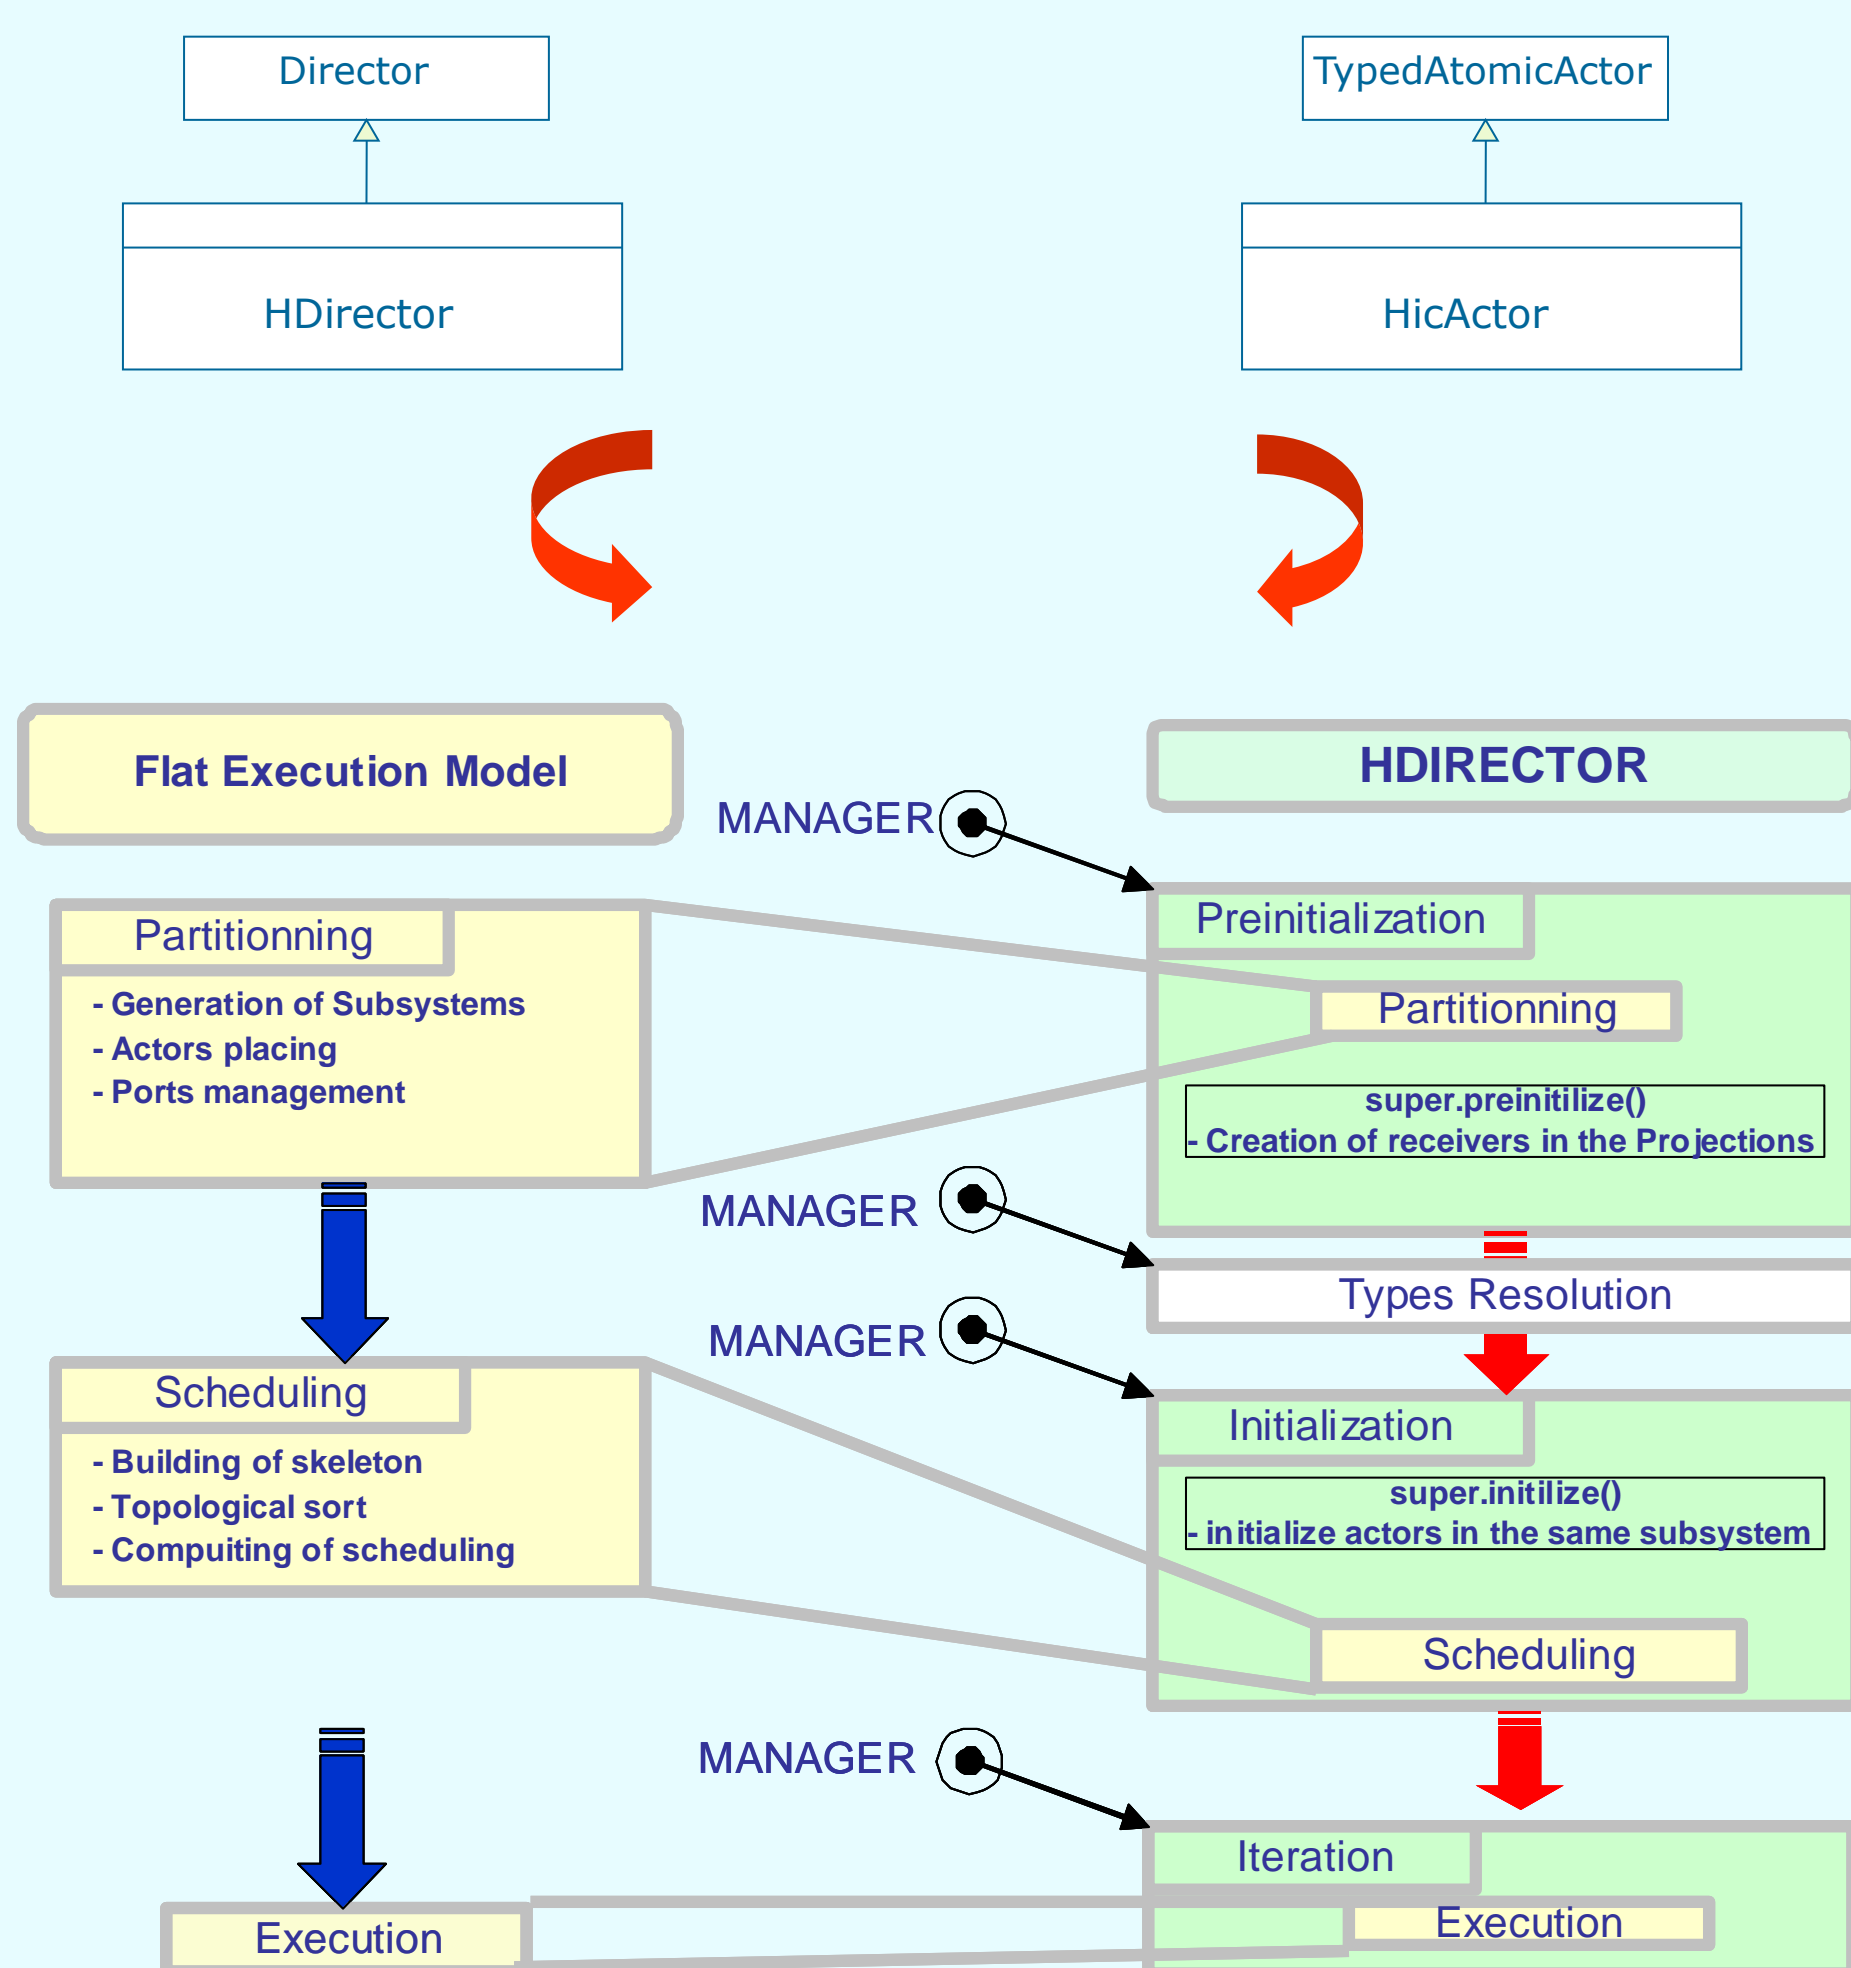 Director
TypedAtomicActor
HDirector
HicActor
Flat Execution Model
HDIRECTOR
MANAGER
Preinitialization
Partitionning
- Generation of Subsystems
- Actors placing
- Ports management
Partitionning
super.preinitilize()
- Creation of receivers in the Projections
MANAGER
Types Resolution
MANAGER
Scheduling
- Building of skeleton
- Topological sort
- Compuiting of scheduling
Initialization
super.initilize()
- initialize actors in the same subsystem
Scheduling
MANAGER
Iteration
Execution
Execution